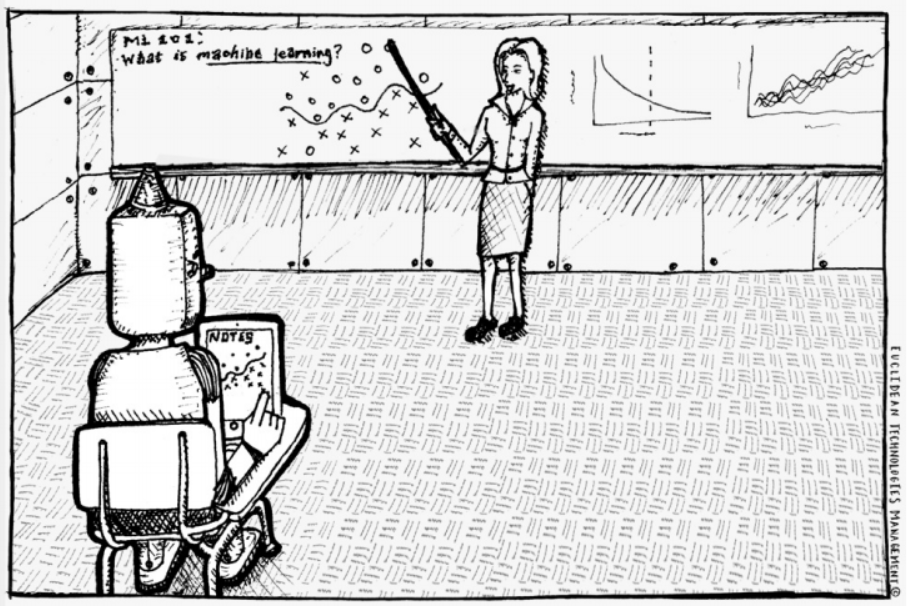 ML 101:
What is machine learning?
NOTES
EUCLIDEAN TECHNOLOGIES MANAGEMENT ©